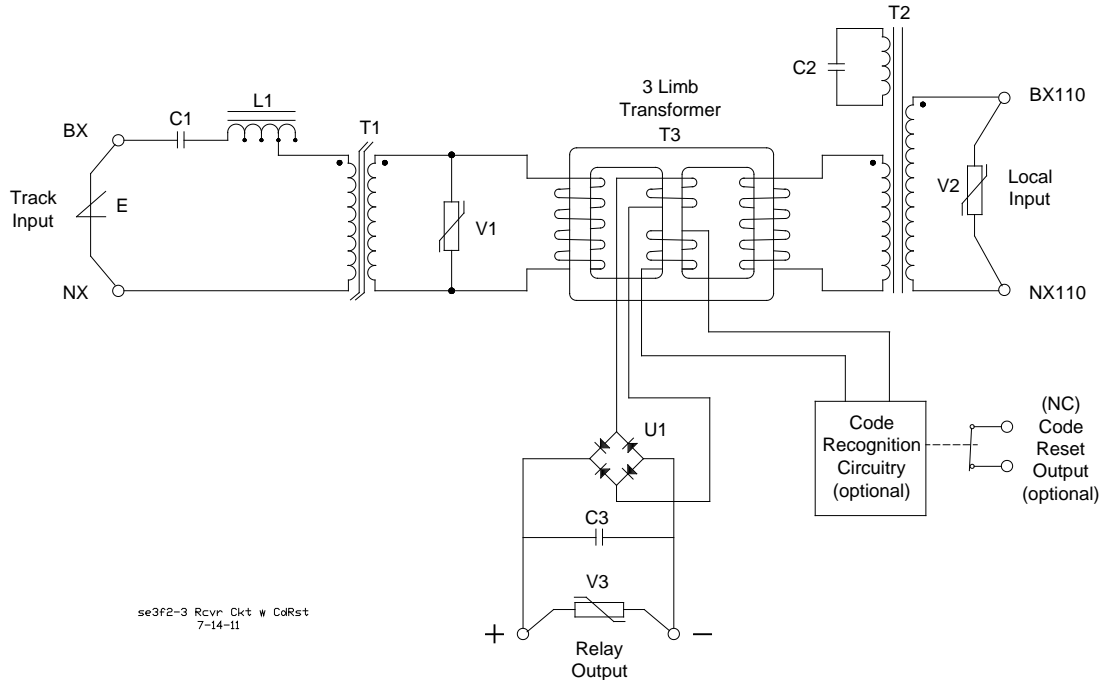 T2
C2
3 Limb
Transformer
T3
BX110
L1
C1
T1
BX
Track
Input
E
V1
V2
Local
Input
NX
NX110
U1
Code
Recognition
Circuitry
(optional)
(NC)
Code
Reset
Output
(optional)
C3
V3
se3f2-3 Rcvr Ckt w CdRst
7-14-11
+
−
Relay
Output